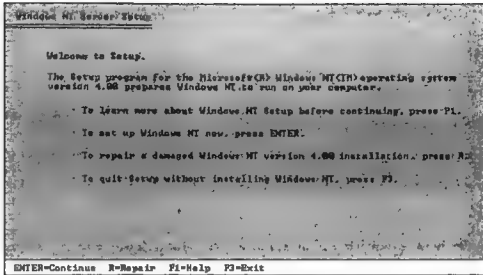 Windows NT Server Setup
Welcome to Setup.
The Setup program for the Microsoft(R) Windows NT(TM) operating system
version 4.00 prepares Windows NT to run on your computer.
• To learn more about Windows NT Setup before continuing, press F1.
• To set up Windows NT now, press ENTER.
• To repair a damaged Windows NT version 4.00 installation, press R.
• To quit Setup without installing Windows NT, press F3.
ENTER=Continue R=Repair F1=Help F3=Exit